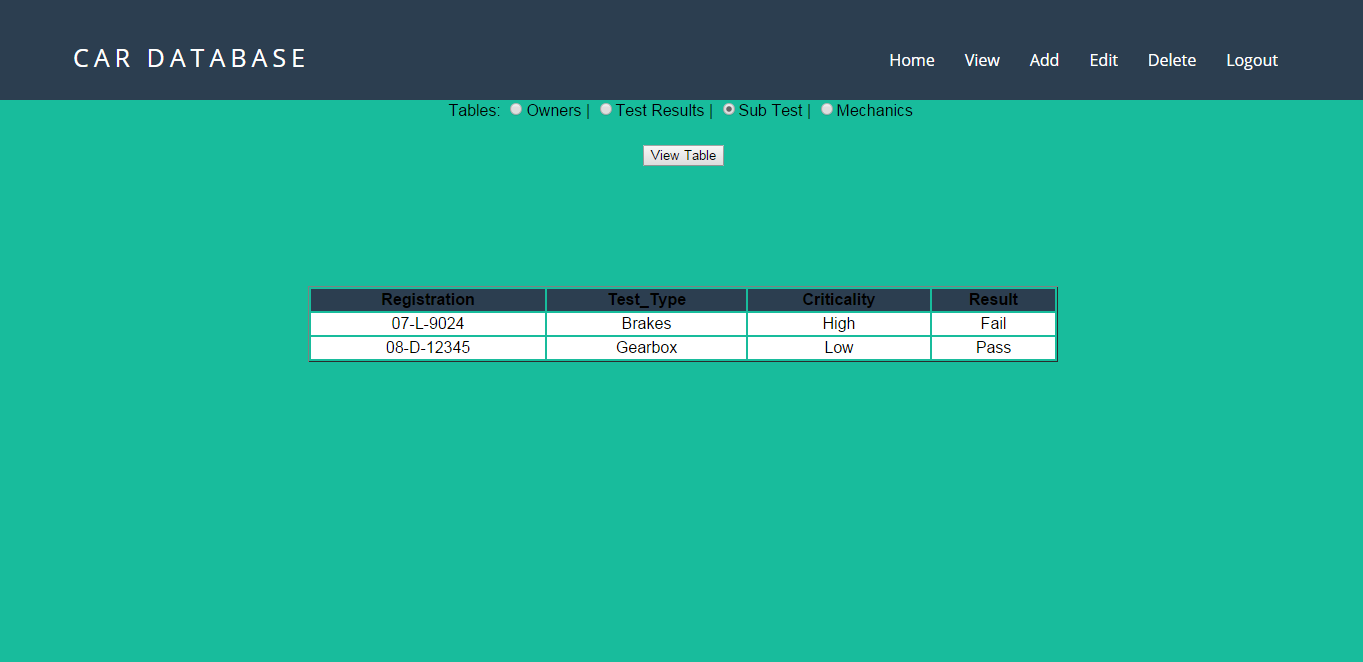 CAR DATABASE
Home View Add Edit Delete Logout
Tables: Owners | Test Results | Sub Test | Mechanics
View Table
Registration Test_Type Criticality Result
07-L-9024 Brakes High Fail
08-D-12345 Gearbox Low Pass